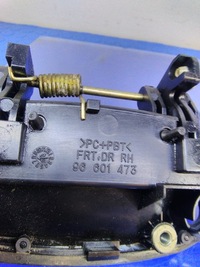 >PC+PBT<
FRT DR RH
96 601 473